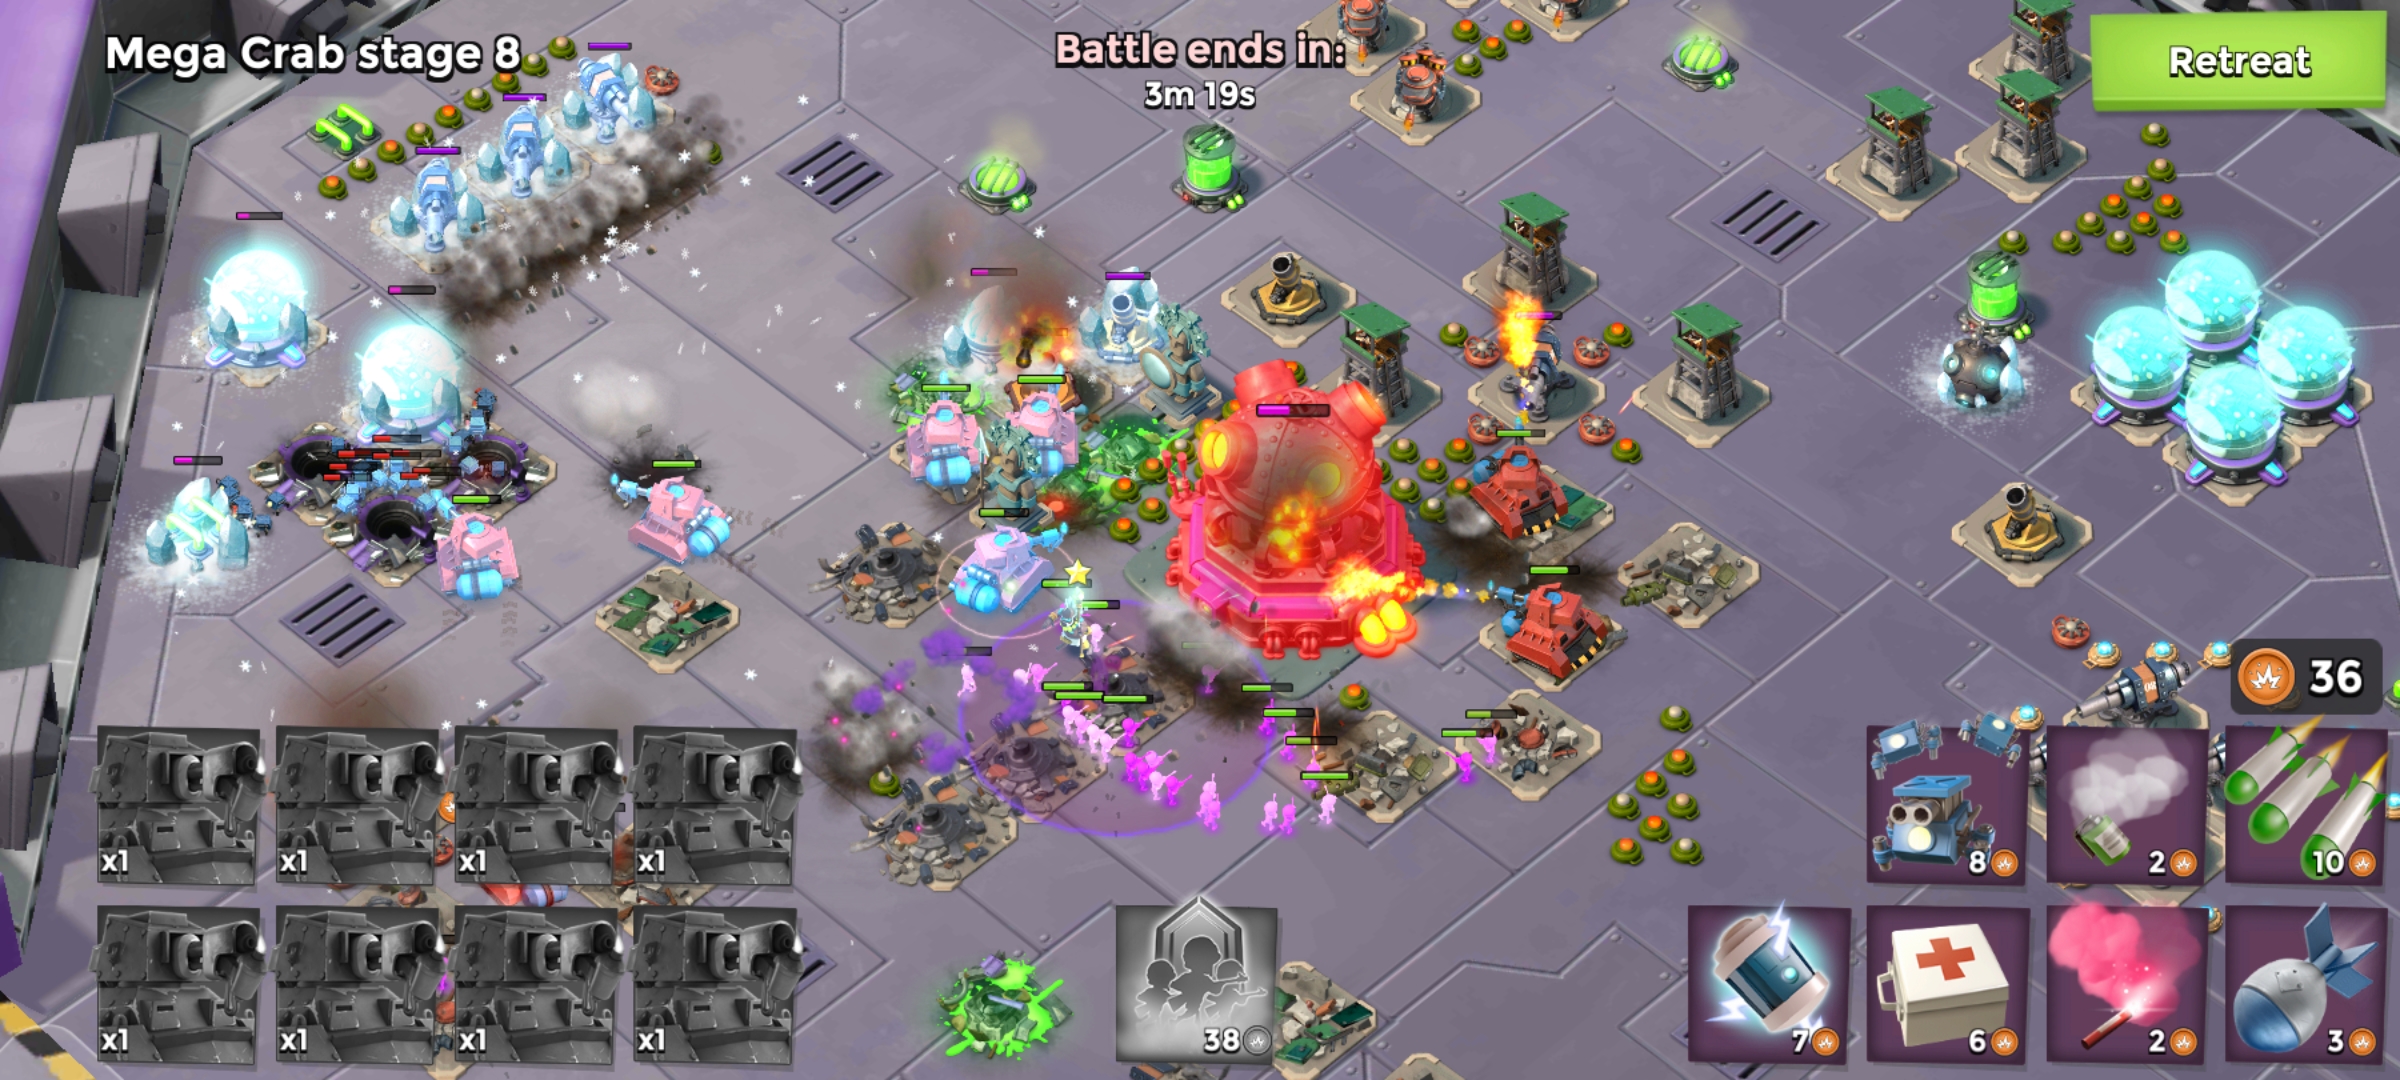 Mega Crab stage 8
Battle ends in:
3m 19s
Retreat
36
x1
x1
x1
x1
8
2
10
x1
x1
x1
x1
38
7
6
2
3